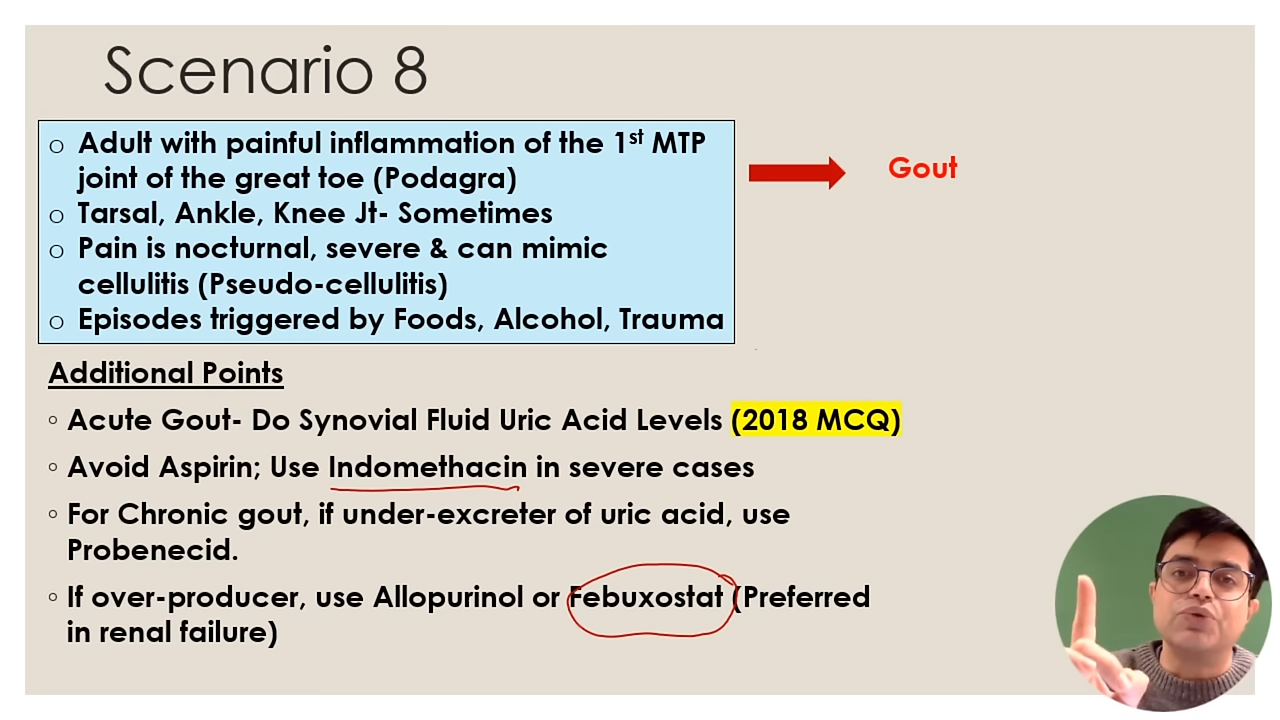 Scenario 8
o Adult with painful inflammation of the 1st MTP
joint of the great toe (Podagra)
o Tarsal, Ankle, Knee Jt- Sometimes
o Pain is nocturnal, severe & can mimic
cellulitis (Pseudo-cellulitis)
o Episodes triggered by Foods, Alcohol, Trauma
Gout
Additional Points
◦ Acute Gout- Do Synovial Fluid Uric Acid Levels (2018 MCQ)
◦ Avoid Aspirin; Use Indomethacin in severe cases
◦ For Chronic gout, if under-excreter of uric acid, use
Probenecid.
◦ If over-producer, use Allopurinol or Febuxostat (Preferred
in renal failure)